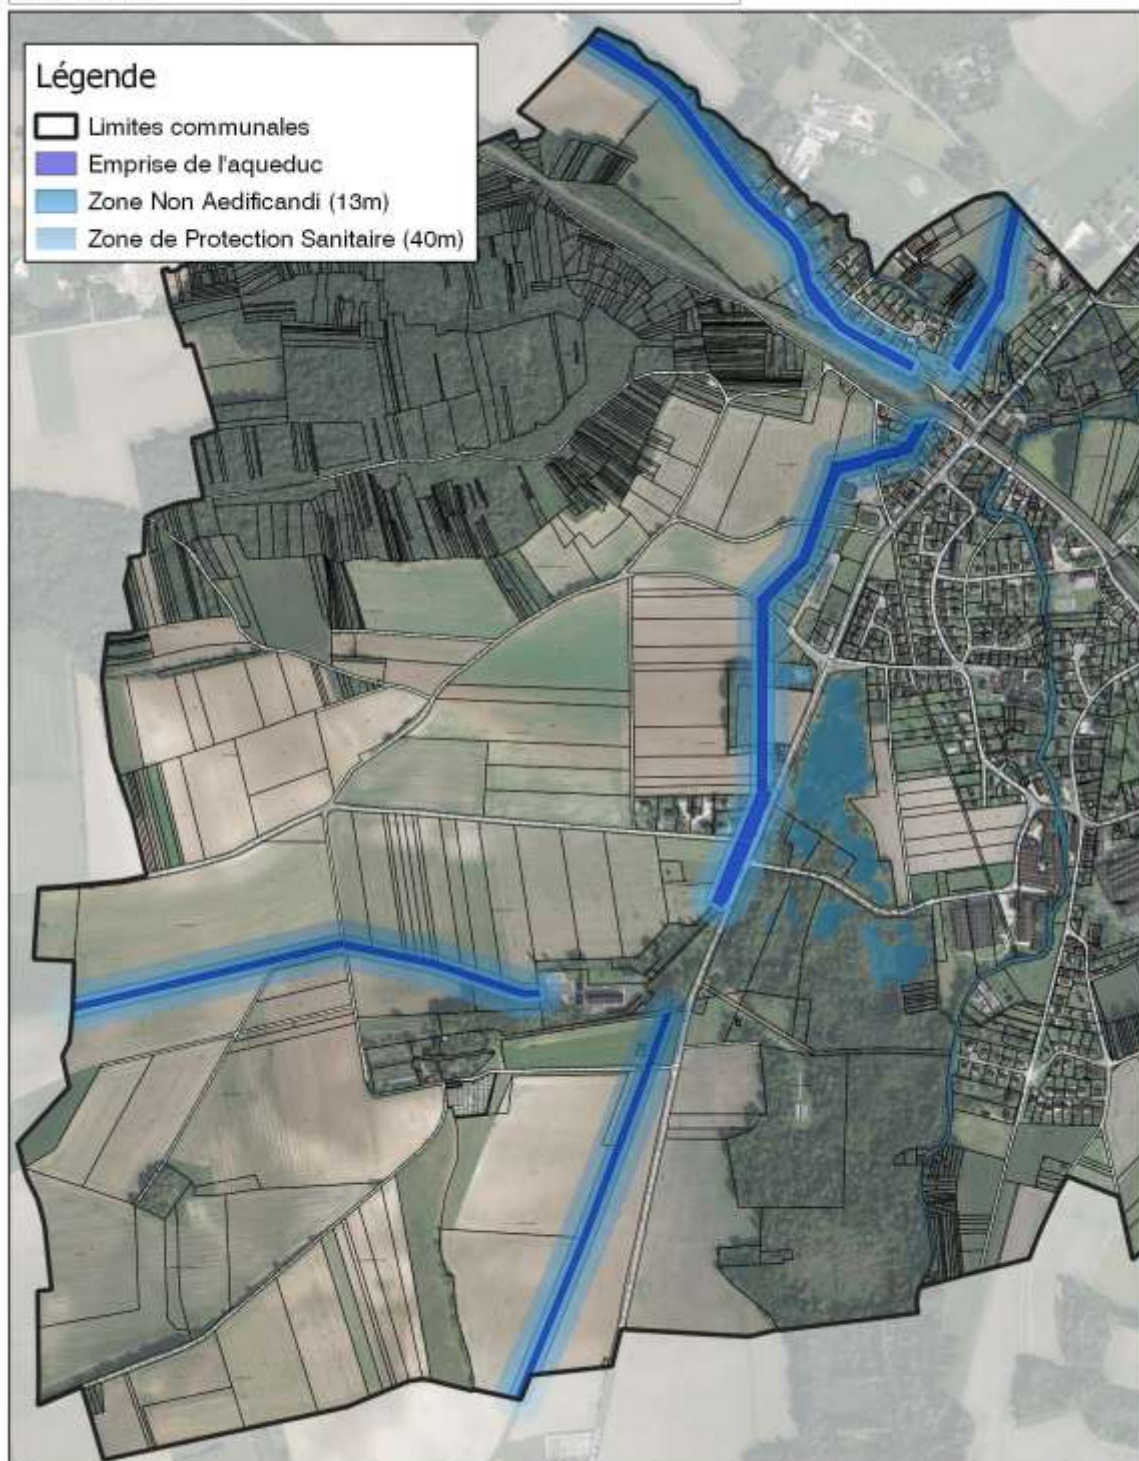 Légende
Limites communales
Emprise de l'aqueduc
Zone Non Aedificandi (13m)
Zone de Protection Sanitaire (40m)